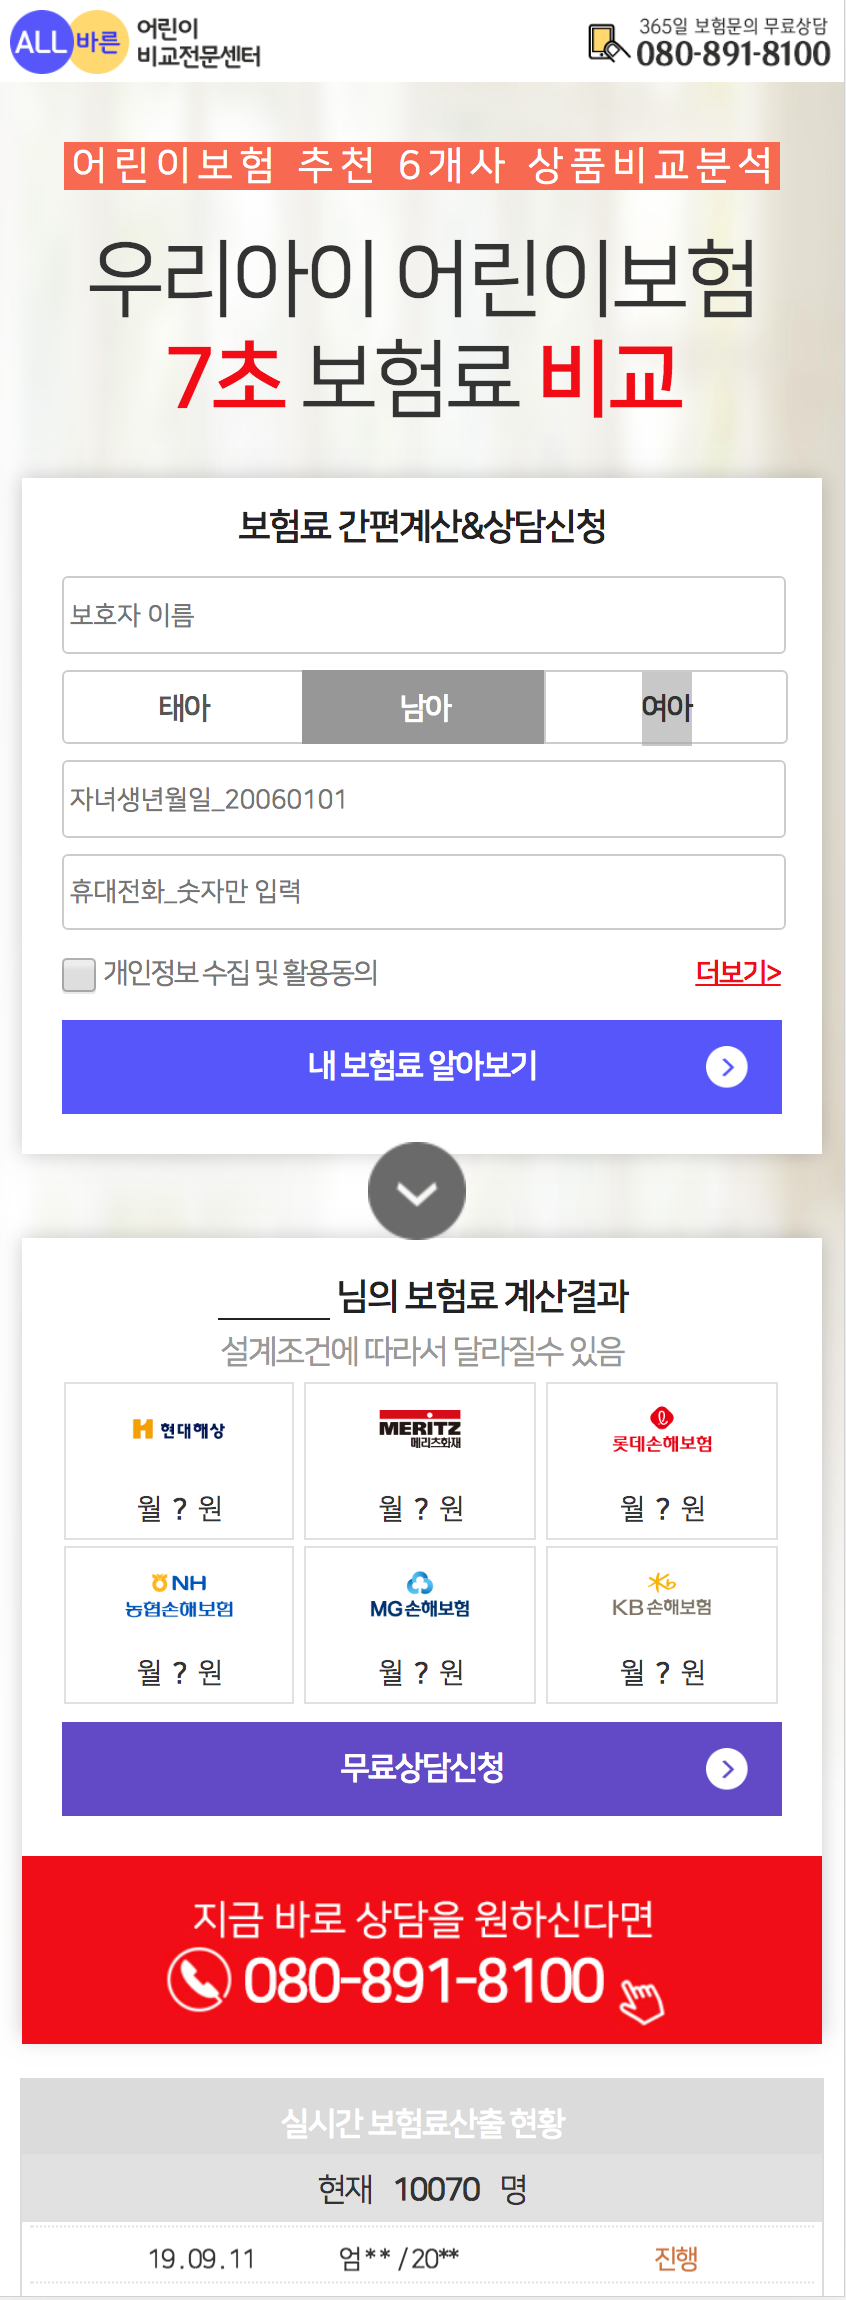 ALL 바른 어린이 비교전문센터
365일 보험문의 무료상담
080-891-8100
어린이보험 추천 6개사 상품비교분석
우리아이 어린이보험
7초 보험료 비교
보험료 간편계산&상담신청
보호자 이름
태아 남아 여아
자녀생년월일_20060101
휴대전화_숫자만 입력
개인정보 수집 및 활용동의 더보기>
내 보험료 알아보기
님의 보험료 계산결과
설계조건에 따라서 달라질수 있음
현대해상
월 ? 원
MERITZ
메리츠화재
월 ? 원
롯데손해보험
월 ? 원
NH
농협손해보험
월 ? 원
MG손해보험
월 ? 원
KB손해보험
월 ? 원
무료상담신청
지금 바로 상담을 원하신다면
080-891-8100
실시간 보험료산출 현황
현재 10070 명
19.09.11 엄** / 20** 진행